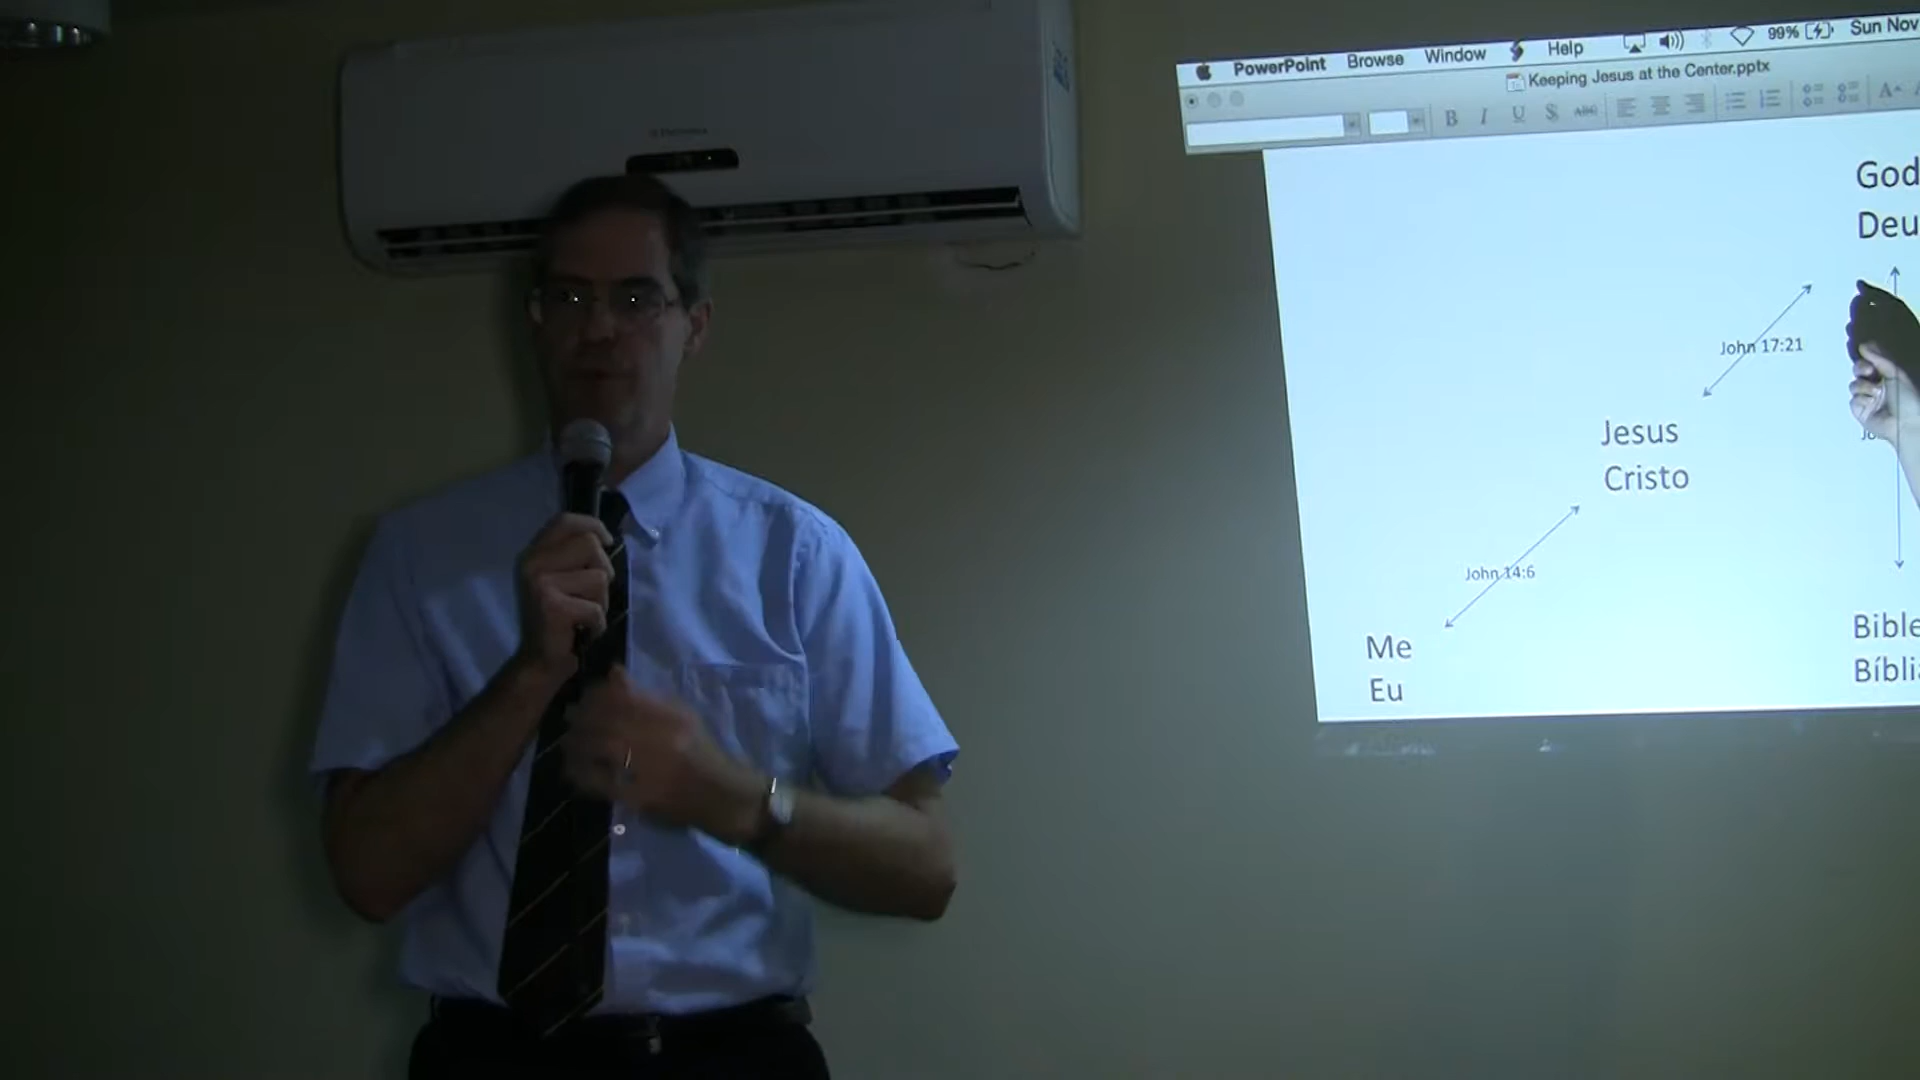 PowerPoint Browse Window Help 99% Sun Nov
Keeping Jesus at the Center.pptx
B I U S ABC A
God
Deu
John 17:21
Jesus
Cristo
John 14:6
Me
Eu
Bible
Bíbli